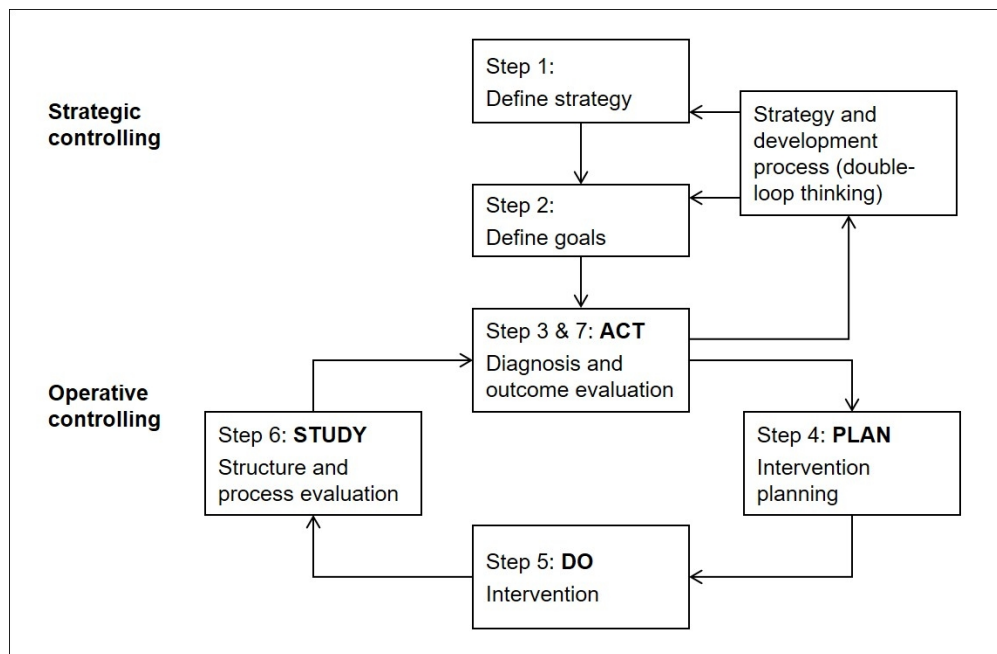 Strategic
controlling
Step 1:
Define strategy
Strategy and
development
process (double-
loop thinking)
Step 2:
Define goals
Step 3 & 7: ACT
Diagnosis and
outcome evaluation
Operative
controlling
Step 6: STUDY
Structure and
process evaluation
Step 4: PLAN
Intervention
planning
Step 5: DO
Intervention